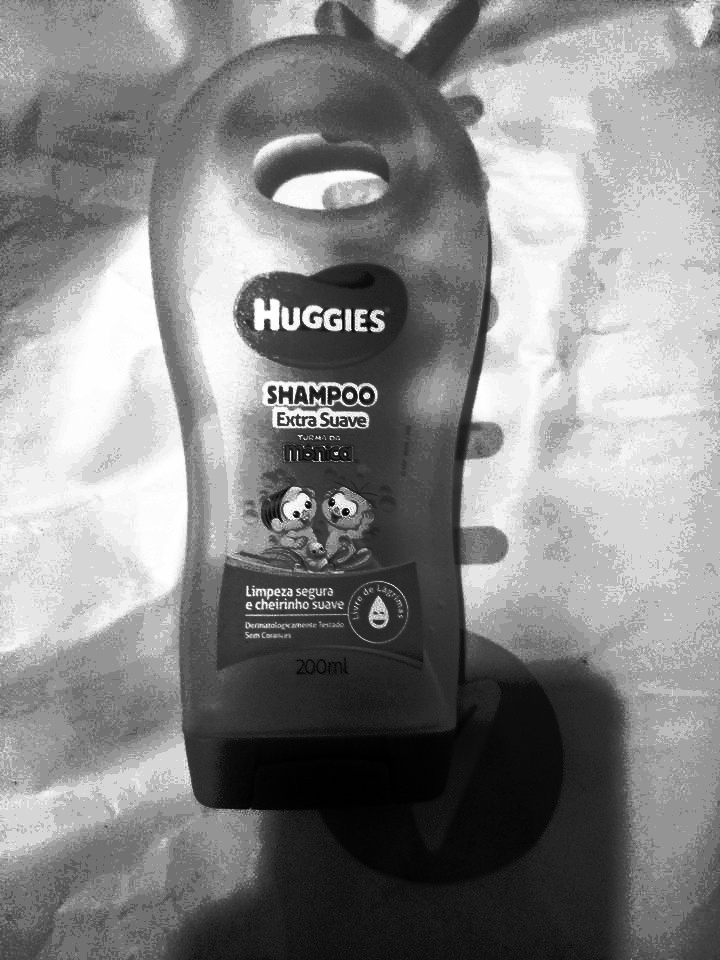 HUGGIES
SHAMPOO
Extra Suave
TURMA DA
Mônica
Limpeza segura
e cheirinho suave
Dermatologicamente Testado
Sem Corantes
Livre de Lágrimas
200ml